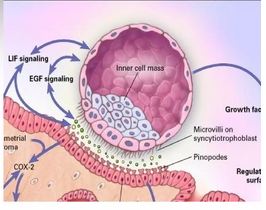 LIF signaling
EGF signaling
Inner cell mass
Growth fac
Microvilli on
syncytiotrophoblast
Pinopodes
metrial
oma
COX-2
Regulat
surfa